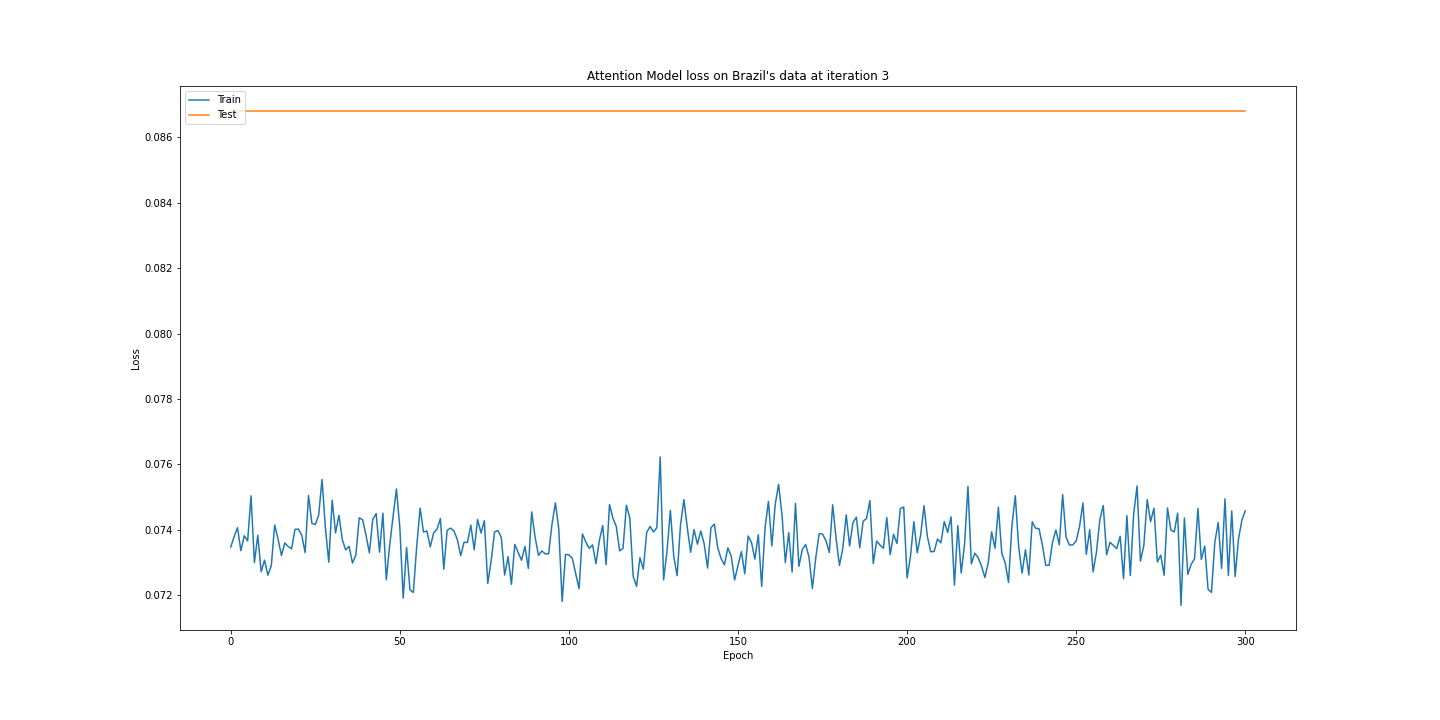 Attention Model loss on Brazil's data at iteration 3
Train
Test
0.086
0.084
0.082
0.080
0.078
0.076
0.074
0.072
Loss
0 50 100 150 200 250 300
Epoch